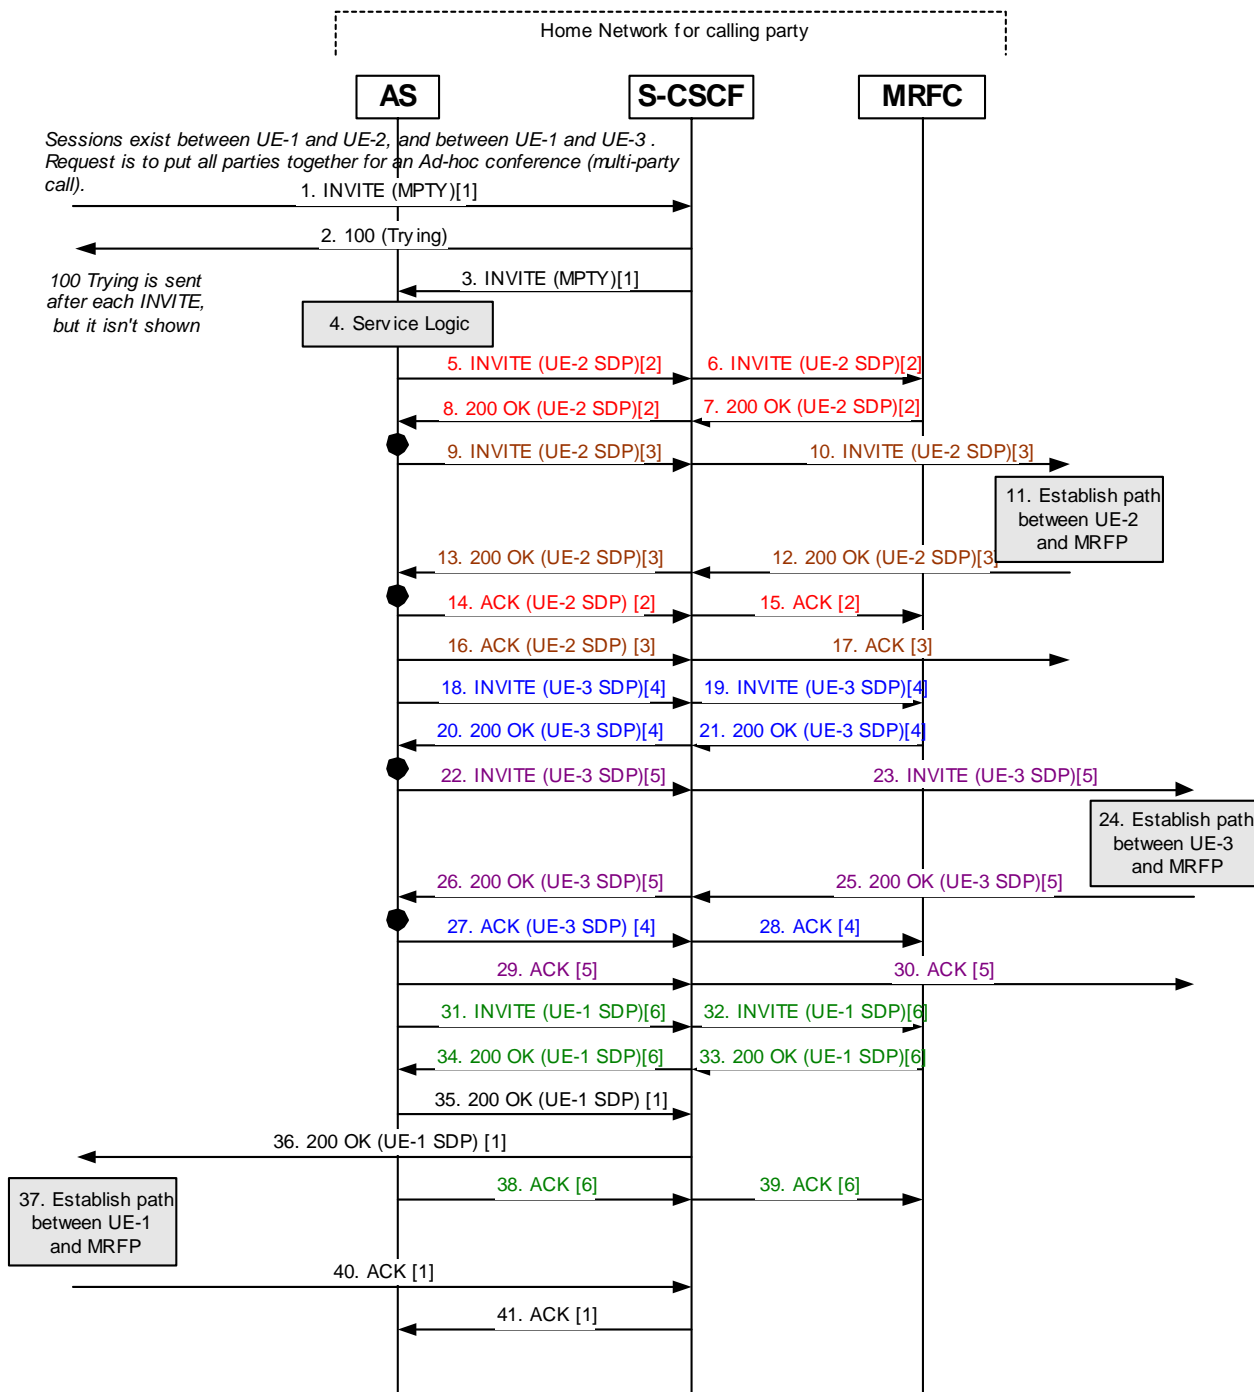 Home Network for calling party
AS
S-CSCF
MRFC
Sessions exist between UE-1 and UE-2, and between UE-1 and UE-3 .
Request is to put all parties together for an Ad-hoc conference (multi-party
call).
1. INVITE (MPTY)[1]
2. 100 (Trying)
100 Trying is sent
after each INVITE,
but it isn't shown
3. INVITE (MPTY)[1]
4. Service Logic
5. INVITE (UE-2 SDP)[2]
6. INVITE (UE-2 SDP)[2]
8. 200 OK (UE-2 SDP)[2]
7. 200 OK (UE-2 SDP)[2]
9. INVITE (UE-2 SDP)[3]
10. INVITE (UE-2 SDP)[3]
11. Establish path
between UE-2
and MRFP
13. 200 OK (UE-2 SDP)[3]
12. 200 OK (UE-2 SDP)[3]
14. ACK (UE-2 SDP) [2]
15. ACK [2]
16. ACK (UE-2 SDP) [3]
17. ACK [3]
18. INVITE (UE-3 SDP)[4]
19. INVITE (UE-3 SDP)[4]
20. 200 OK (UE-3 SDP)[4]
21. 200 OK (UE-3 SDP)[4]
22. INVITE (UE-3 SDP)[5]
23. INVITE (UE-3 SDP)[5]
24. Establish path
between UE-3
and MRFP
26. 200 OK (UE-3 SDP)[5]
25. 200 OK (UE-3 SDP)[5]
27. ACK (UE-3 SDP) [4]
28. ACK [4]
29. ACK [5]
30. ACK [5]
31. INVITE (UE-1 SDP)[6]
32. INVITE (UE-1 SDP)[6]
34. 200 OK (UE-1 SDP)[6]
33. 200 OK (UE-1 SDP)[6]
35. 200 OK (UE-1 SDP) [1]
36. 200 OK (UE-1 SDP) [1]
37. Establish path
between UE-1
and MRFP
38. ACK [6]
39. ACK [6]
40. ACK [1]
41. ACK [1]